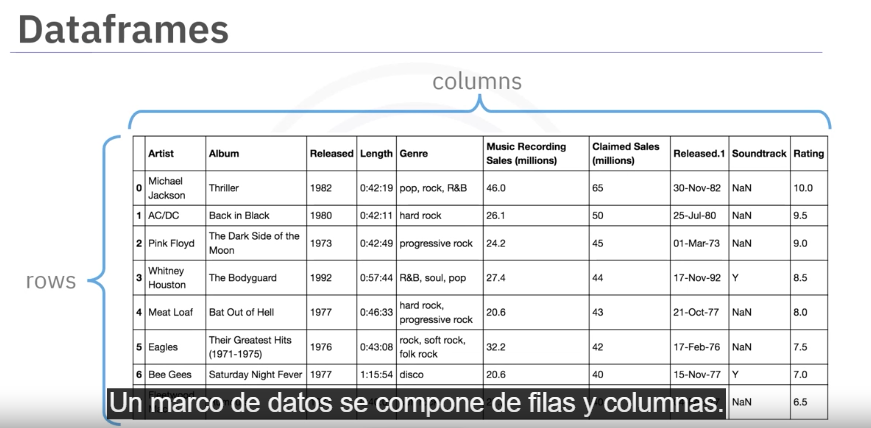 Dataframes
columns
rows
Artist Album Released Length Genre Music Recording Sales (millions) Claimed Sales (millions) Released.1 Soundtrack Rating
0 Michael Jackson Thriller 1982 0:42:19 pop, rock, R&B 46.0 65 30-Nov-82 NaN 10.0
1 AC/DC Back in Black 1980 0:42:11 hard rock 26.1 50 25-Jul-80 NaN 9.5
2 Pink Floyd The Dark Side of the Moon 1973 0:42:49 progressive rock 24.2 45 01-Mar-73 NaN 9.0
3 Whitney Houston The Bodyguard 1992 0:57:44 R&B, soul, pop 27.4 44 17-Nov-92 Y 8.5
4 Meat Loaf Bat Out of Hell 1977 0:46:33 hard rock, progressive rock 20.6 43 21-Oct-77 NaN 8.0
5 Eagles Their Greatest Hits (1971-1975) 1976 0:43:08 rock, soft rock, folk rock 32.2 42 17-Feb-76 NaN 7.5
6 Bee Gees Saturday Night Fever 1977 1:15:54 disco 20.6 40 15-Nov-77 Y 7.0
NaN 6.5
Un marco de datos se compone de filas y columnas.